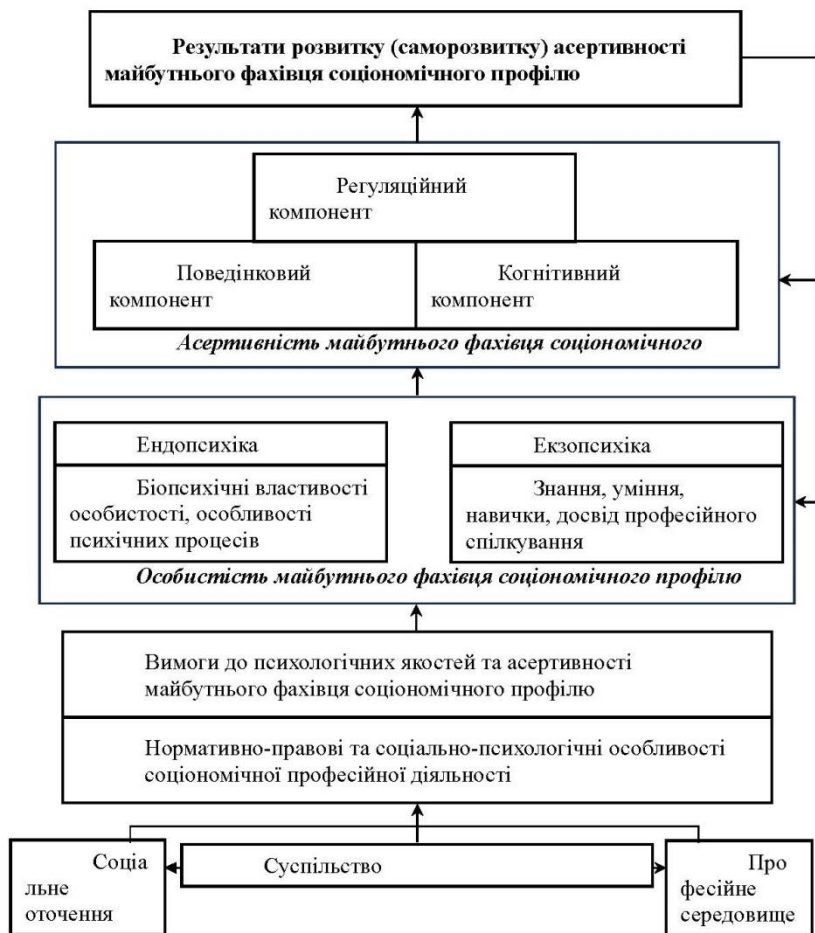 Результати розвитку (саморозвитку) асертивності
майбутнього фахівця соціономічного профілю
Регуляційний
компонент
Поведінковий
компонент
Когнітивний
компонент
Асертивність майбутнього фахівця соціономічного
Ендопсихіка
Біопсихічні властивості
особистості, особливості
психічних процесів
Екзопсихіка
Знання, уміння,
навички, досвід професійного
спілкування
Особистість майбутнього фахівця соціономічного профілю
Вимоги до психологічних якостей та асертивності
майбутнього фахівця соціономічного профілю
Нормативно-правові та соціально-психологічні особливості
соціономічної професійної діяльності
Соціа
льне
оточення
Суспільство
Про
фесійне
середовище